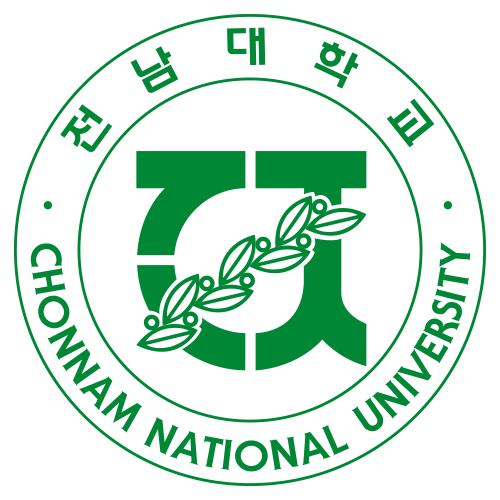 전남대학교
CHONNAM NATIONAL UNIVERSITY